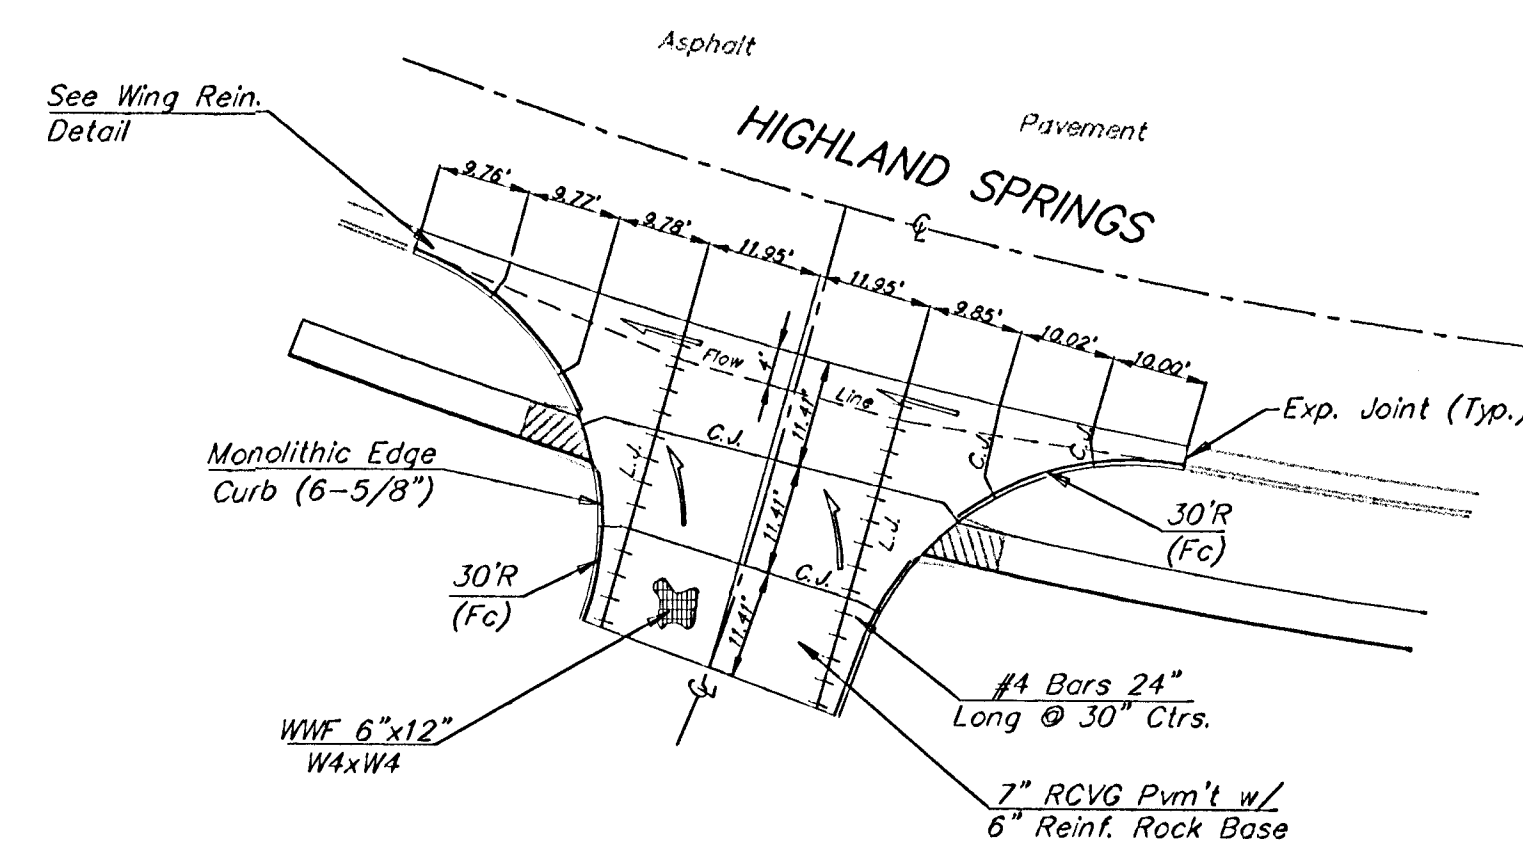 Asphalt
Pavement
HIGHLAND SPRINGS
See Wing Rein.
Detail
9.76'
9.77'
9.78'
11.95'
11.95'
9.85'
10.02'
10.00'
℄
Flow
4'
Line
Exp. Joint (Typ.)
C.J.
C.J.
C.J.
L.J.
11.41'
Monolithic Edge
Curb (6-5/8")
11.41'
L.J.
30'R
(Fc)
C.J.
30'R
(Fc)
11.41'
℄
#4 Bars 24"
Long @ 30" Ctrs.
WWF 6"x12"
W4xW4
7" RCVG Pvm't w/
6" Reinf. Rock Base